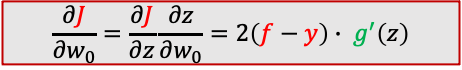 ∂J/∂w₀ = ∂J/∂z ∂z/∂w₀ = 2(f − y) · g′(z)